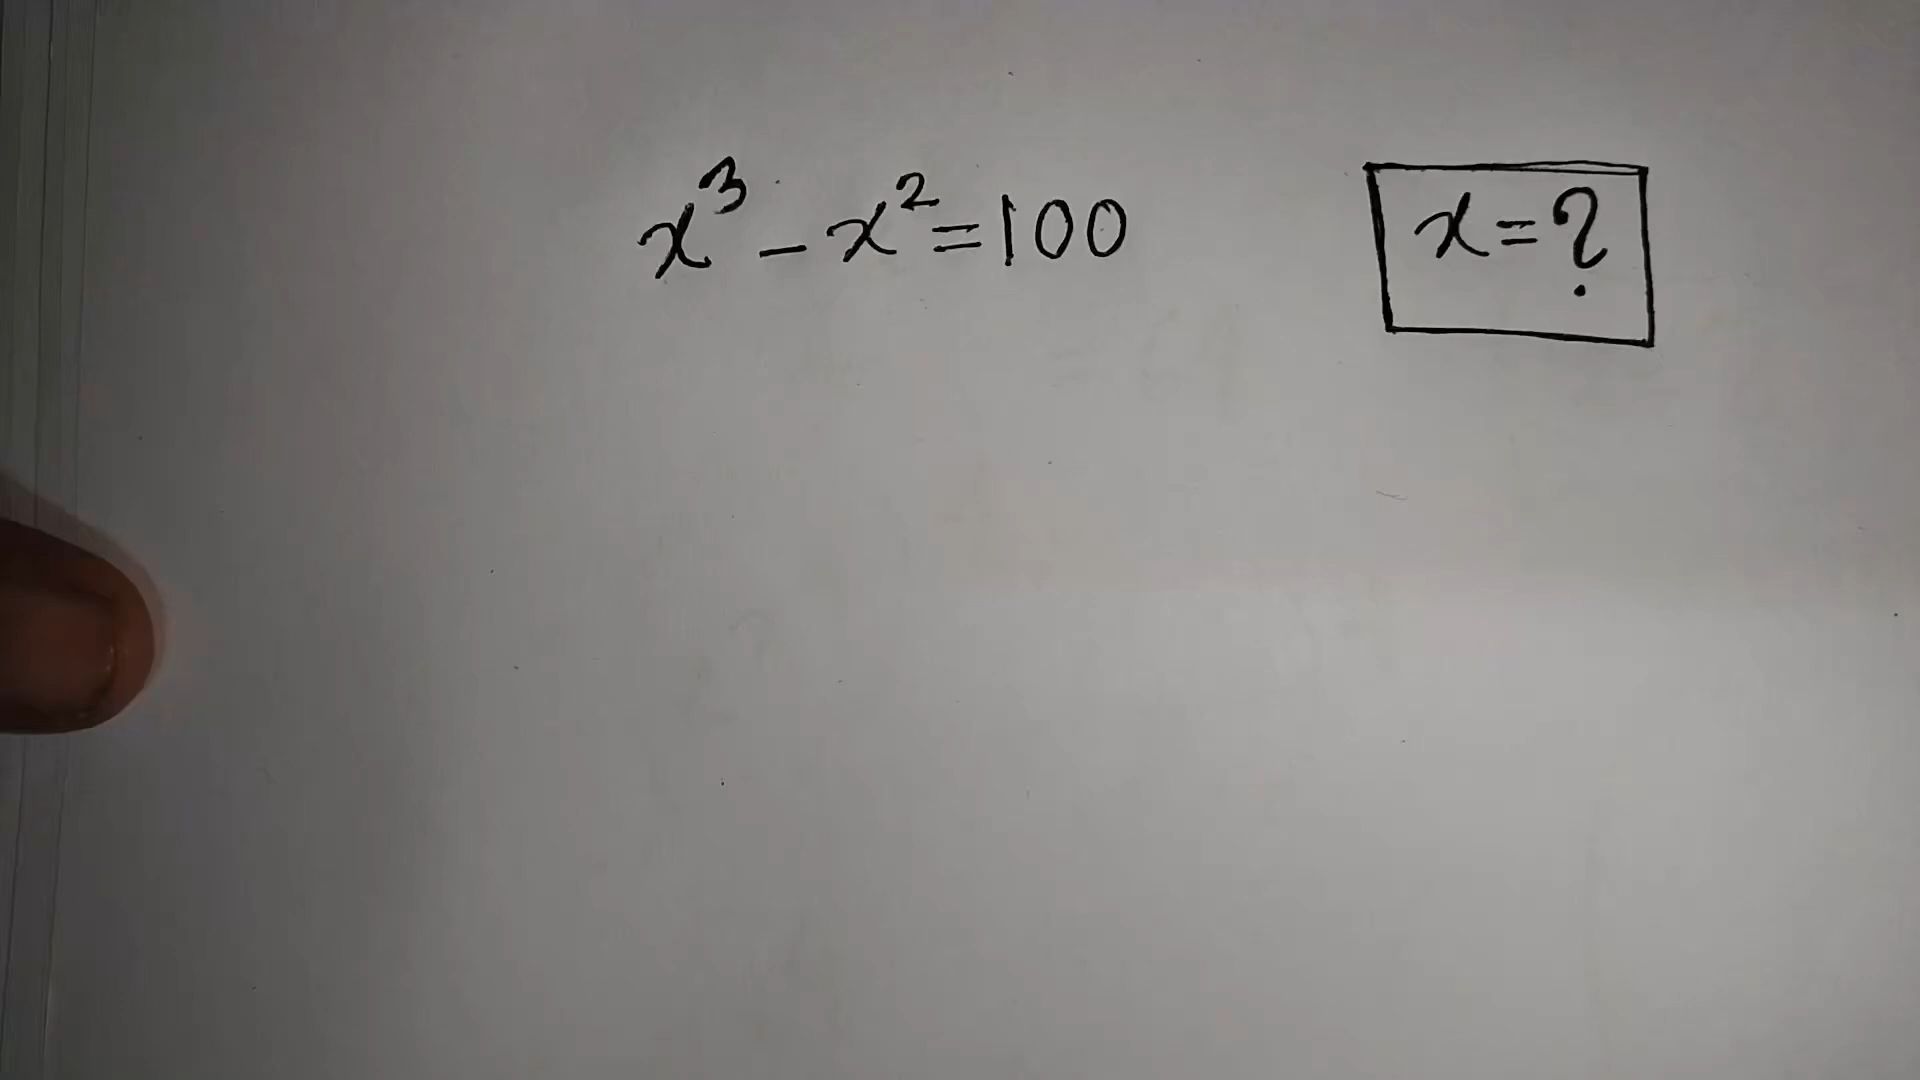 x³ - x² = 100
x = ?